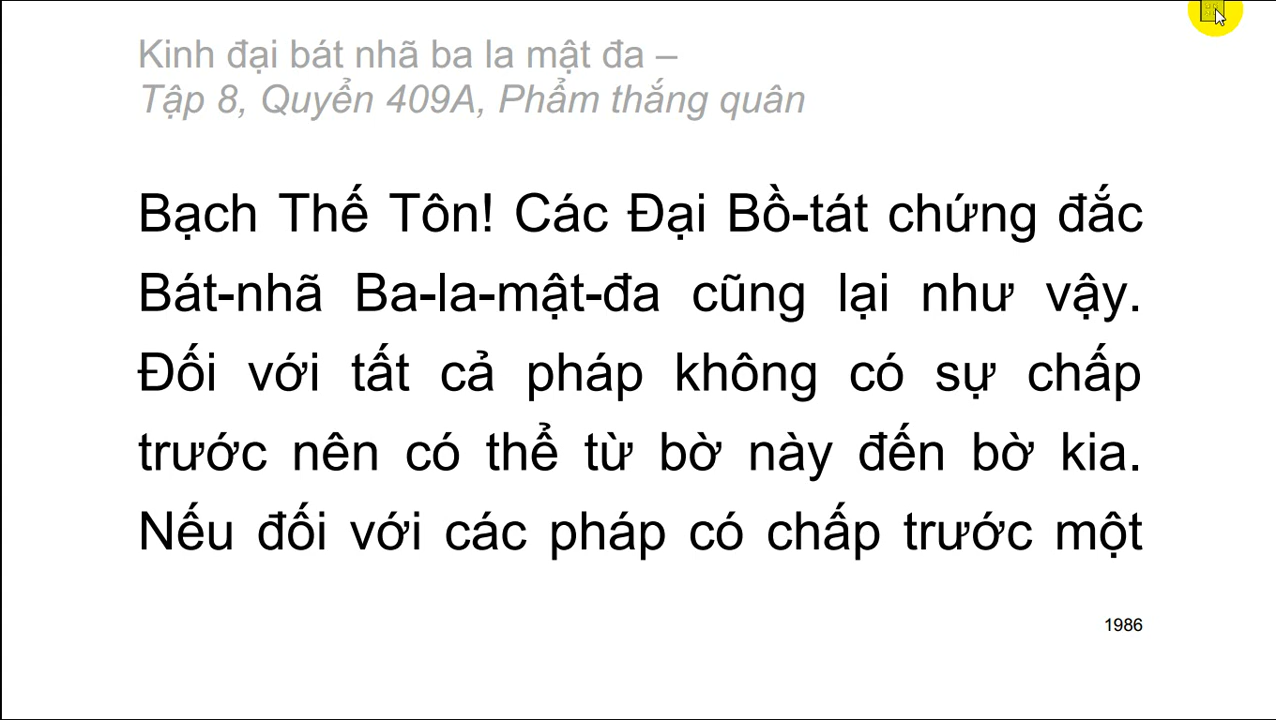 Kinh đại bát nhã ba la mật đa –
Tập 8, Quyển 409A, Phẩm thắng quân
Bạch Thế Tôn! Các Đại Bồ-tát chứng đắc
Bát-nhã Ba-la-mật-đa cũng lại như vậy.
Đối với tất cả pháp không có sự chấp
trước nên có thể từ bờ này đến bờ kia.
Nếu đối với các pháp có chấp trước một
1986